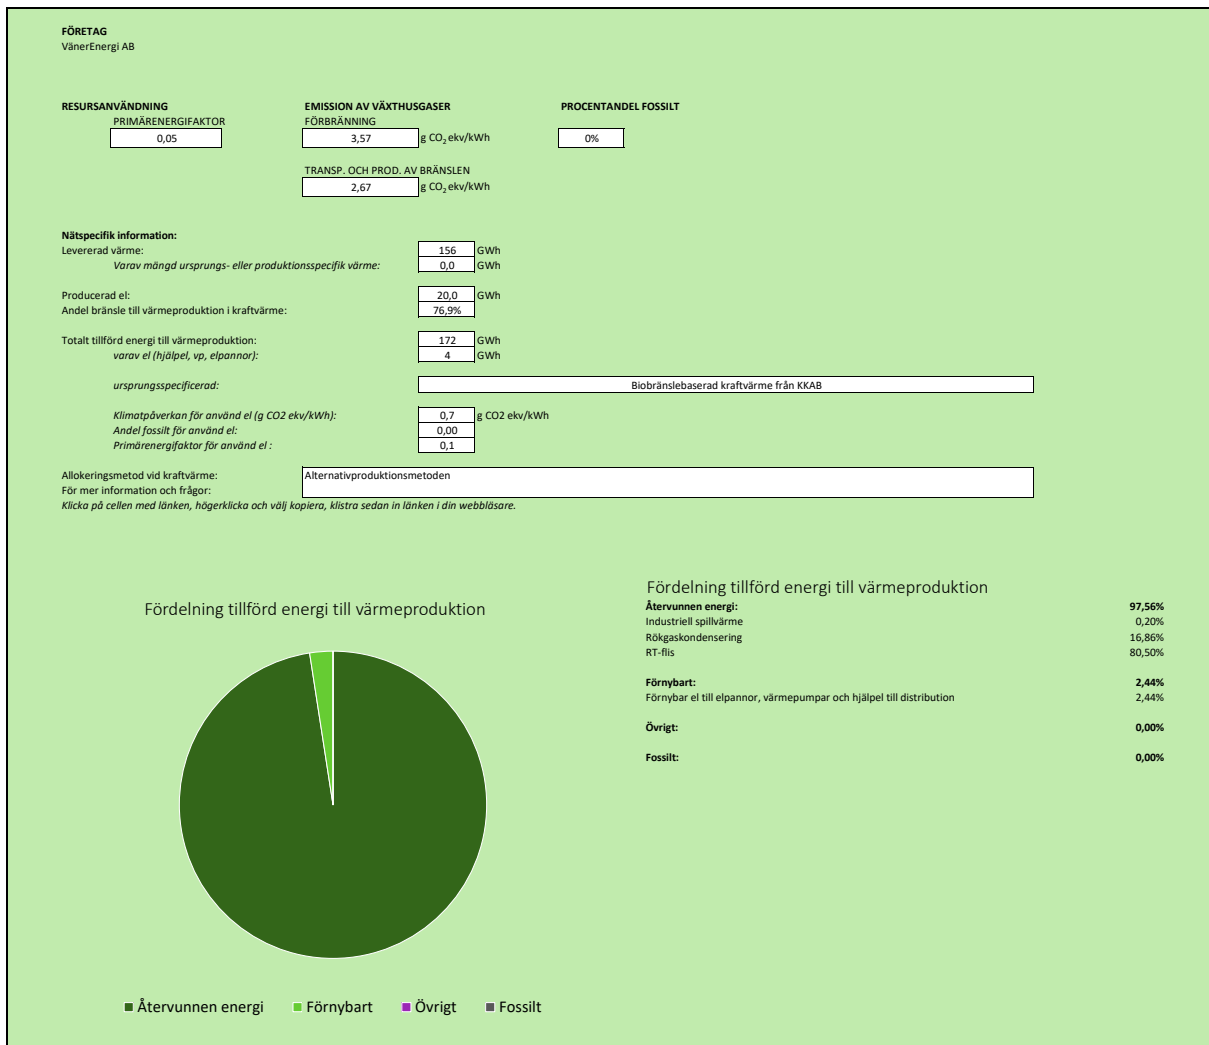 FÖRETAG
VänerEnergi AB
RESURSANVÄNDNING EMISSION AV VÄXTHUSGASER PROCENTANDEL FOSSILT
PRIMÄRENERGIFAKTOR FÖRBRÄNNING
0,05 3,57 g CO2 ekv/kWh 0%
TRANSP. OCH PROD. AV BRÄNSLEN
2,67 g CO2 ekv/kWh
Nätspecifik information:
Levererad värme: 156 GWh
Varav mängd ursprungs- eller produktionsspecifik värme: 0,0 GWh
Producerad el: 20,0 GWh
Andel bränsle till värmeproduktion i kraftvärme: 76,9%
Totalt tillförd energi till värmeproduktion: 172 GWh
varav el (hjälpel, vp, elpannor): 4 GWh
ursprungsspecificerad: Biobränslebaserad kraftvärme från KKAB
Klimatpåverkan för använd el (g CO2 ekv/kWh): 0,7 g CO2 ekv/kWh
Andel fossilt för använd el: 0,00
Primärenergifaktor för använd el : 0,1
Allokeringsmetod vid kraftvärme: Alternativproduktionsmetoden
För mer information och frågor:
Klicka på cellen med länken, högerklicka och välj kopiera, klistra sedan in länken i din webbläsare.
Fördelning tillförd energi till värmeproduktion
Återvunnen energi Förnybart Övrigt Fossilt
Fördelning tillförd energi till värmeproduktion
Återvunnen energi: 97,56%
Industriell spillvärme 0,20%
Rökgaskondensering 16,86%
RT-flis 80,50%
Förnybart: 2,44%
Förnybar el till elpannor, värmepumpar och hjälpel till distribution 2,44%
Övrigt: 0,00%
Fossilt: 0,00%